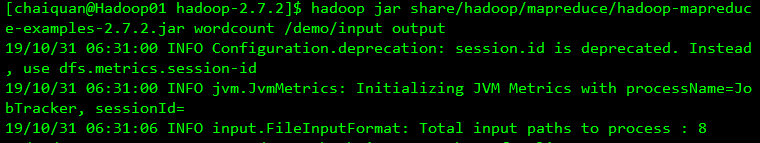 [chaiquan@Hadoop01 hadoop-2.7.2]$ hadoop jar share/hadoop/mapreduce/hadoop-mapreduc
e-examples-2.7.2.jar wordcount /demo/input output
19/10/31 06:31:00 INFO Configuration.deprecation: session.id is deprecated. Instead
, use dfs.metrics.session-id
19/10/31 06:31:00 INFO jvm.JvmMetrics: Initializing JVM Metrics with processName=Jo
bTracker, sessionId=
19/10/31 06:31:06 INFO input.FileInputFormat: Total input paths to process : 8